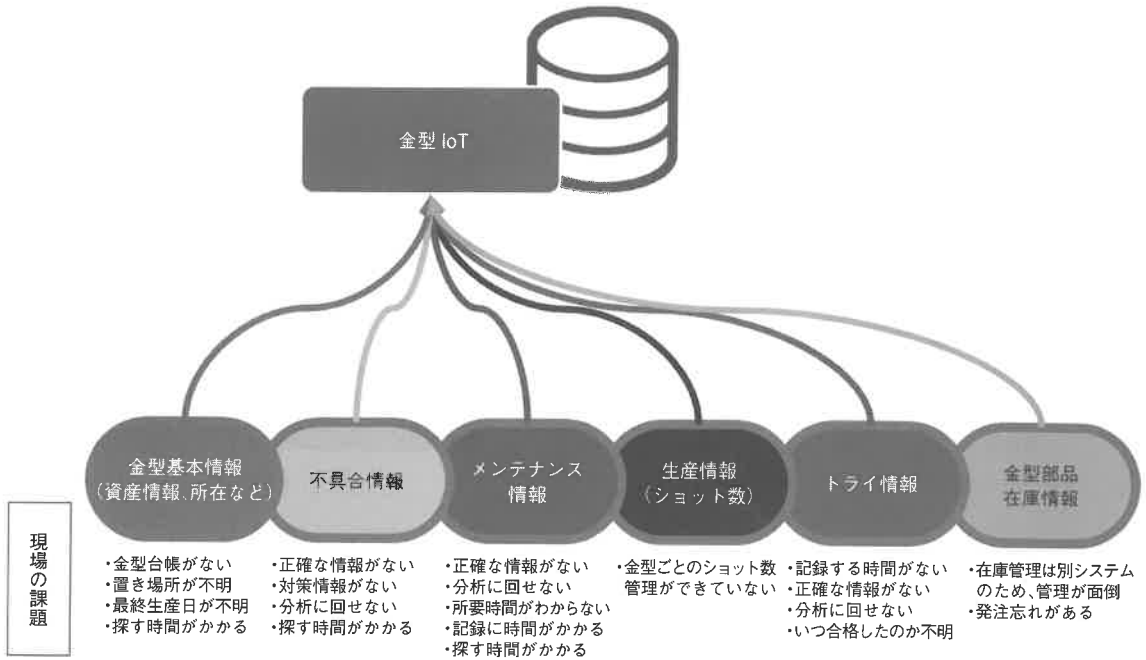 金型 IoT
金型基本情報
（資産情報、所在など）
不具合情報
メンテナンス
情報
生産情報
（ショット数）
トライ情報
金型部品
在庫情報
現場の課題
・金型台帳がない
・置き場所が不明
・最終生産日が不明
・探す時間がかかる
・正確な情報がない
・対策情報がない
・分析に回せない
・探す時間がかかる
・正確な情報がない
・分析に回せない
・所要時間がわからない
・記録に時間がかかる
・探す時間がかかる
・金型ごとのショット数
管理ができていない
・記録する時間がない
・正確な情報がない
・分析に回せない
・いつ合格したのか不明
・在庫管理は別システム
のため、管理が面倒
・発注忘れがある